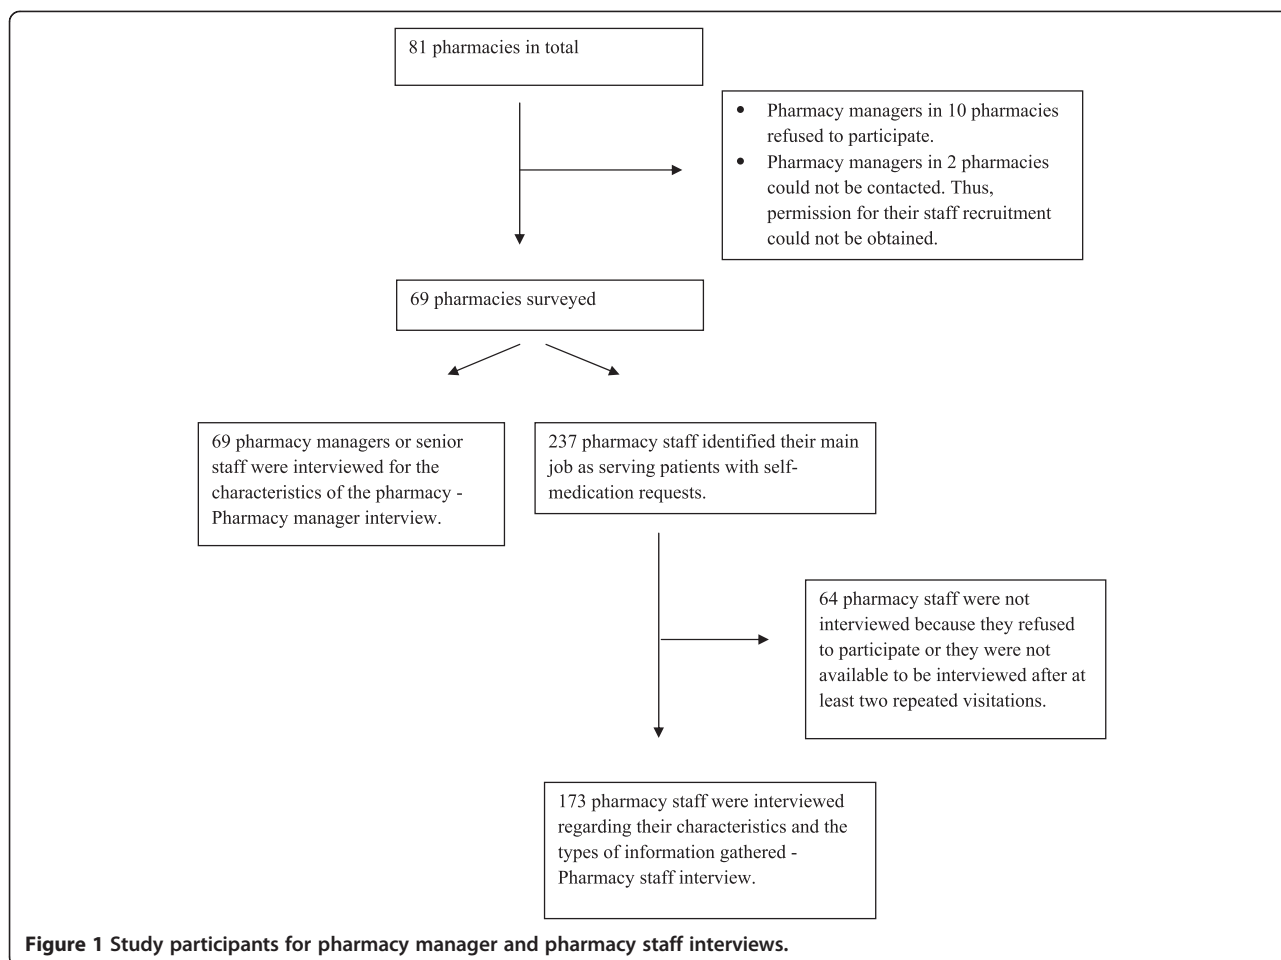 81 pharmacies in total
• Pharmacy managers in 10 pharmacies
refused to participate.
• Pharmacy managers in 2 pharmacies
could not be contacted. Thus,
permission for their staff recruitment
could not be obtained.
69 pharmacies surveyed
69 pharmacy managers or senior
staff were interviewed for the
characteristics of the pharmacy -
Pharmacy manager interview.
237 pharmacy staff identified their main
job as serving patients with self-
medication requests.
64 pharmacy staff were not
interviewed because they refused
to participate or they were not
available to be interviewed after at
least two repeated visitations.
173 pharmacy staff were interviewed
regarding their characteristics and the
types of information gathered -
Pharmacy staff interview.
Figure 1 Study participants for pharmacy manager and pharmacy staff interviews.